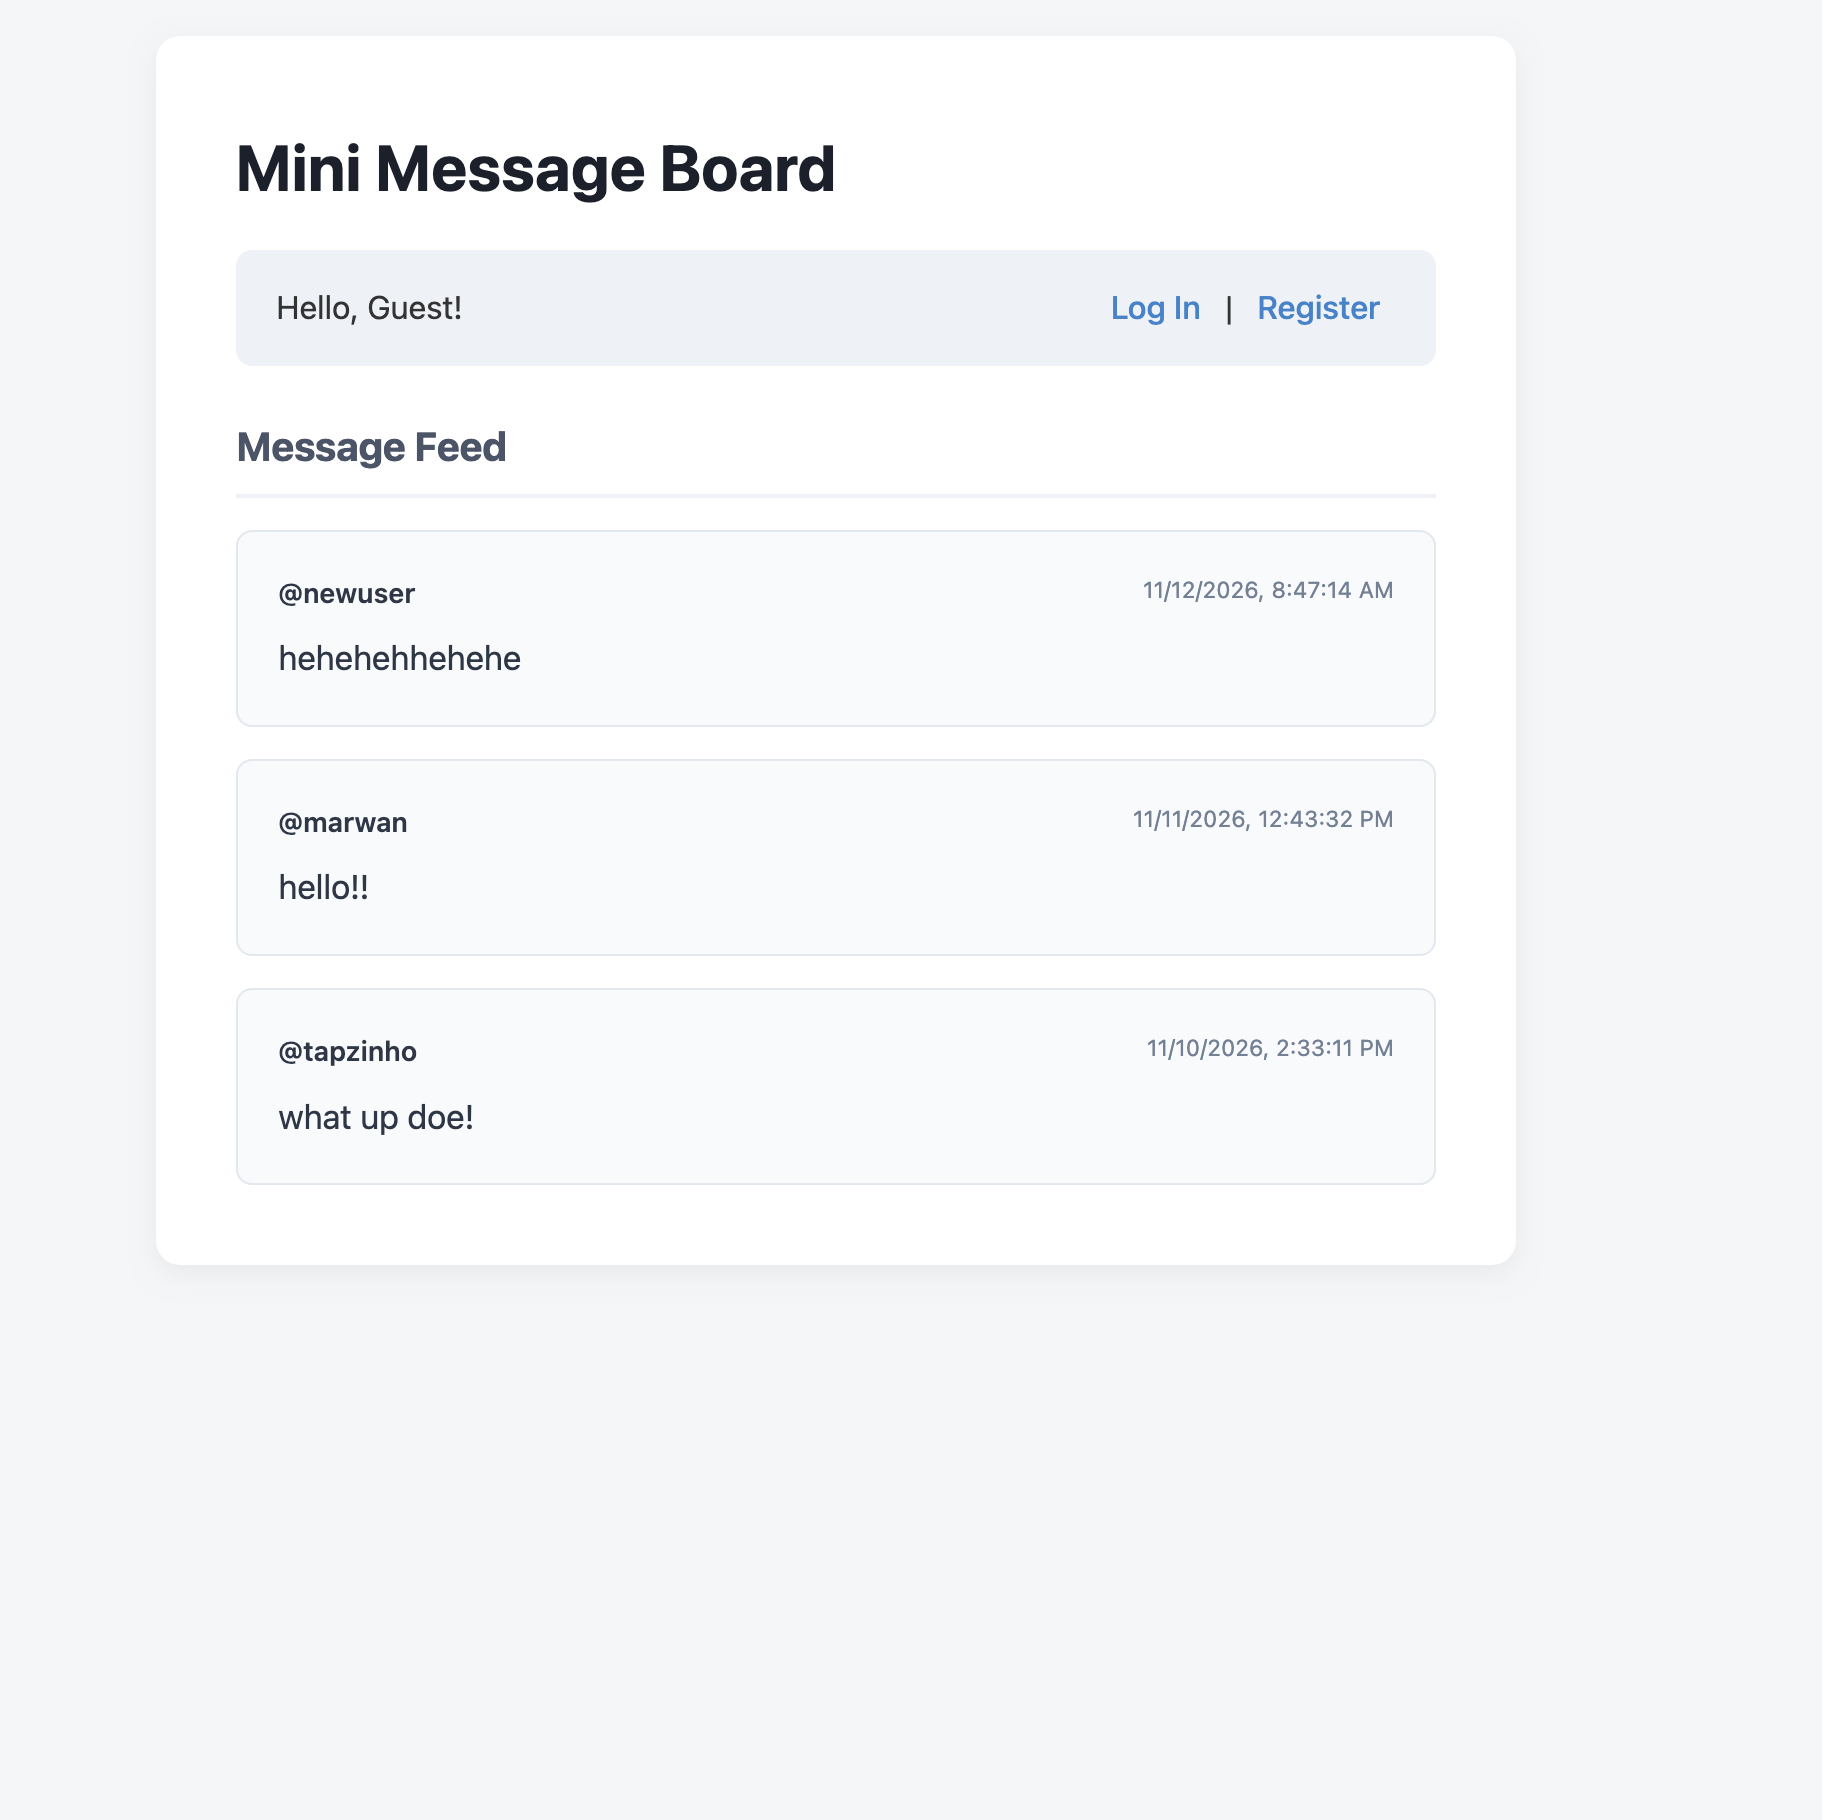 Mini Message Board
Hello, Guest!
Log In | Register
Message Feed
@newuser
11/12/2026, 8:47:14 AM
hehehehhehehe
@marwan
11/11/2026, 12:43:32 PM
hello!!
@tapzinho
11/10/2026, 2:33:11 PM
what up doe!